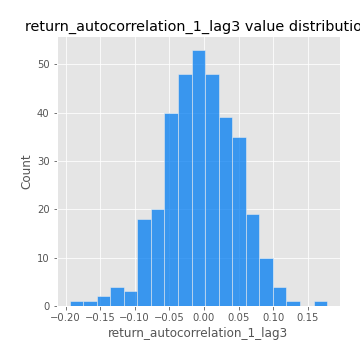 return_autocorrelation_1_lag3 value distributio
50
40
30
20
10
0
Count
−0.20 −0.15 −0.10 −0.05 0.00 0.05 0.10 0.15
return_autocorrelation_1_lag3